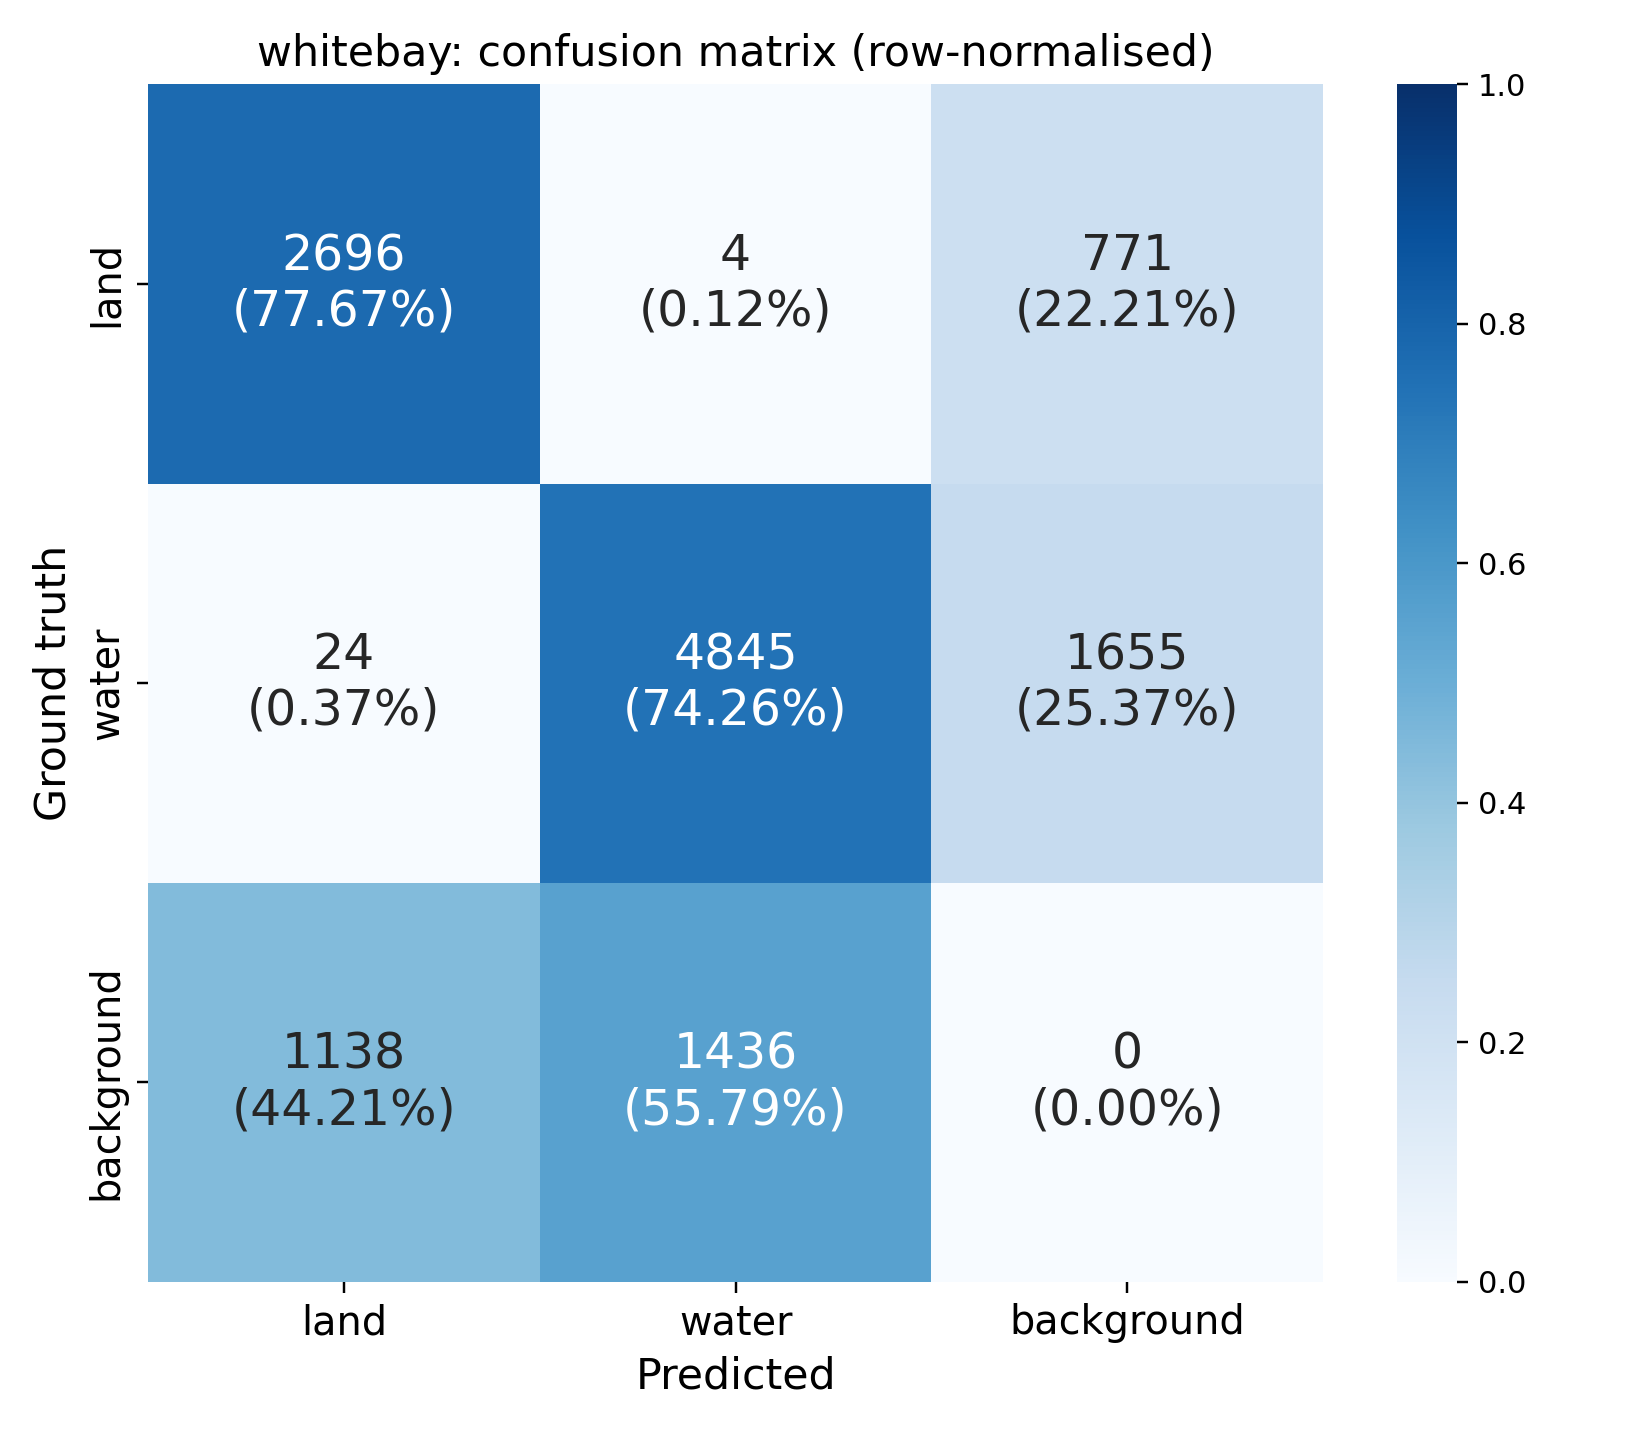 whitebay: confusion matrix (row-normalised)
Ground truth
land
water
background
2696
(77.67%)
4
(0.12%)
771
(22.21%)
24
(0.37%)
4845
(74.26%)
1655
(25.37%)
1138
(44.21%)
1436
(55.79%)
0
(0.00%)
land
water
background
Predicted
1.0
0.8
0.6
0.4
0.2
0.0